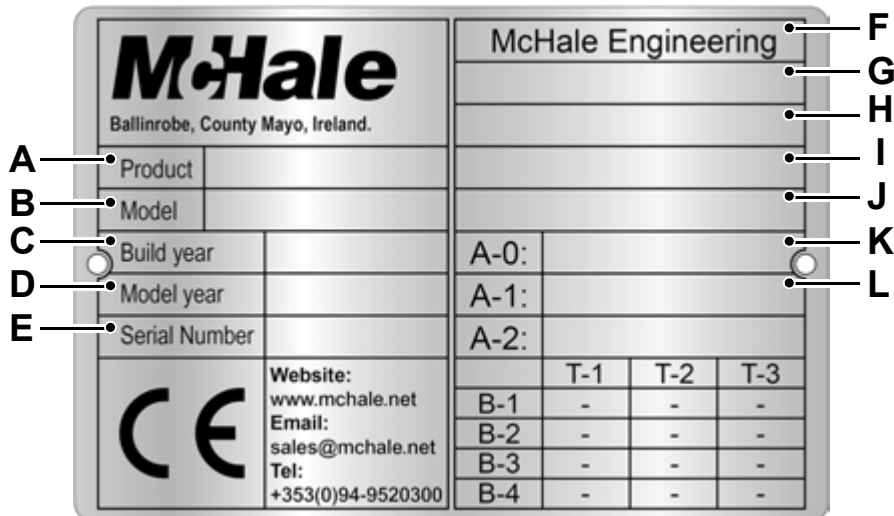 McHale
Ballinrobe, County Mayo, Ireland.
A
Product
B
Model
C
Build year
D
Model year
E
Serial Number
CE
Website:
www.mchale.net
Email:
sales@mchale.net
Tel:
+353(0)94-9520300
McHale Engineering
F
G
H
I
J
A-0:
K
A-1:
L
A-2:
T-1 T-2 T-3
B-1 - - -
B-2 - - -
B-3 - - -
B-4 - - -